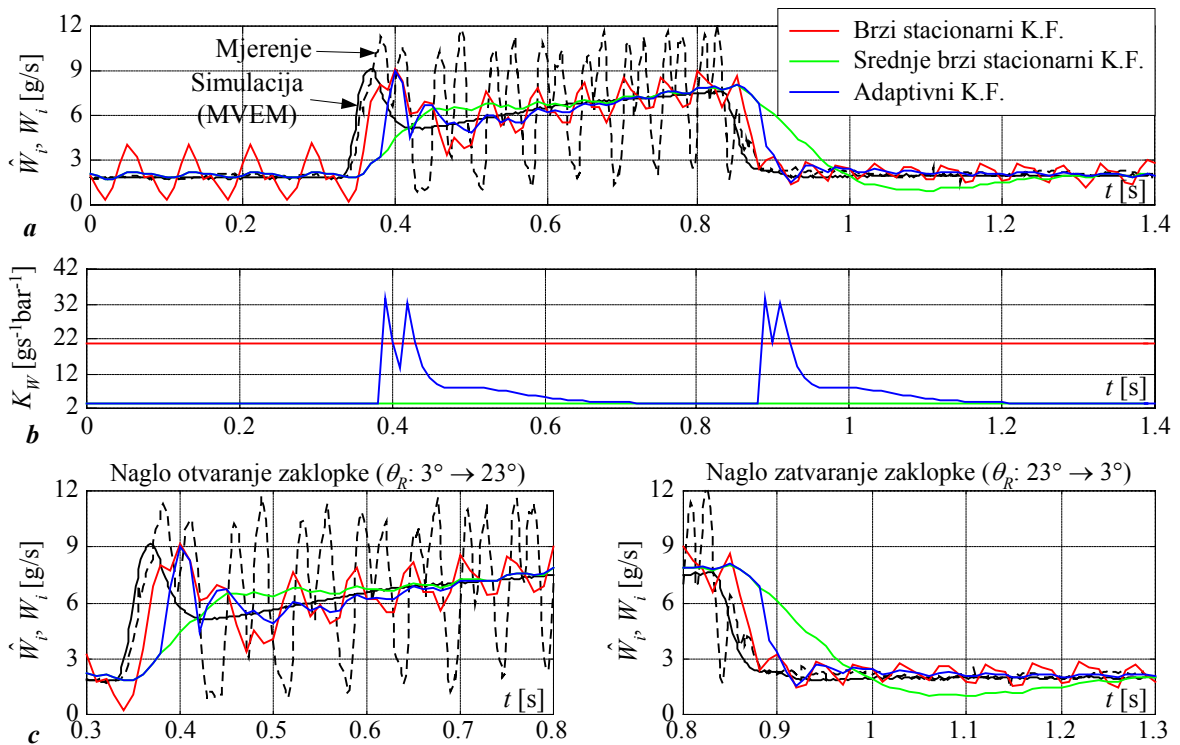 12
9
6
3
0
Ŵi, Wi [g/s]
Mjerenje
Simulacija
(MVEM)
Brzi stacionarni K.F.
Srednje brzi stacionarni K.F.
Adaptivni K.F.
t [s]
a
0 0.2 0.4 0.6 0.8 1 1.2 1.4
42
32
22
12
2
KW [gs-1bar-1]
t [s]
b
0 0.2 0.4 0.6 0.8 1 1.2 1.4
Naglo otvaranje zaklopke (θR: 3° → 23°)
12
9
6
3
0
Ŵi, Wi [g/s]
t [s]
c
0.3 0.4 0.5 0.6 0.7 0.8
Naglo zatvaranje zaklopke (θR: 23° → 3°)
12
9
6
3
0
Ŵi, Wi [g/s]
t [s]
0.8 0.9 1 1.1 1.2 1.3